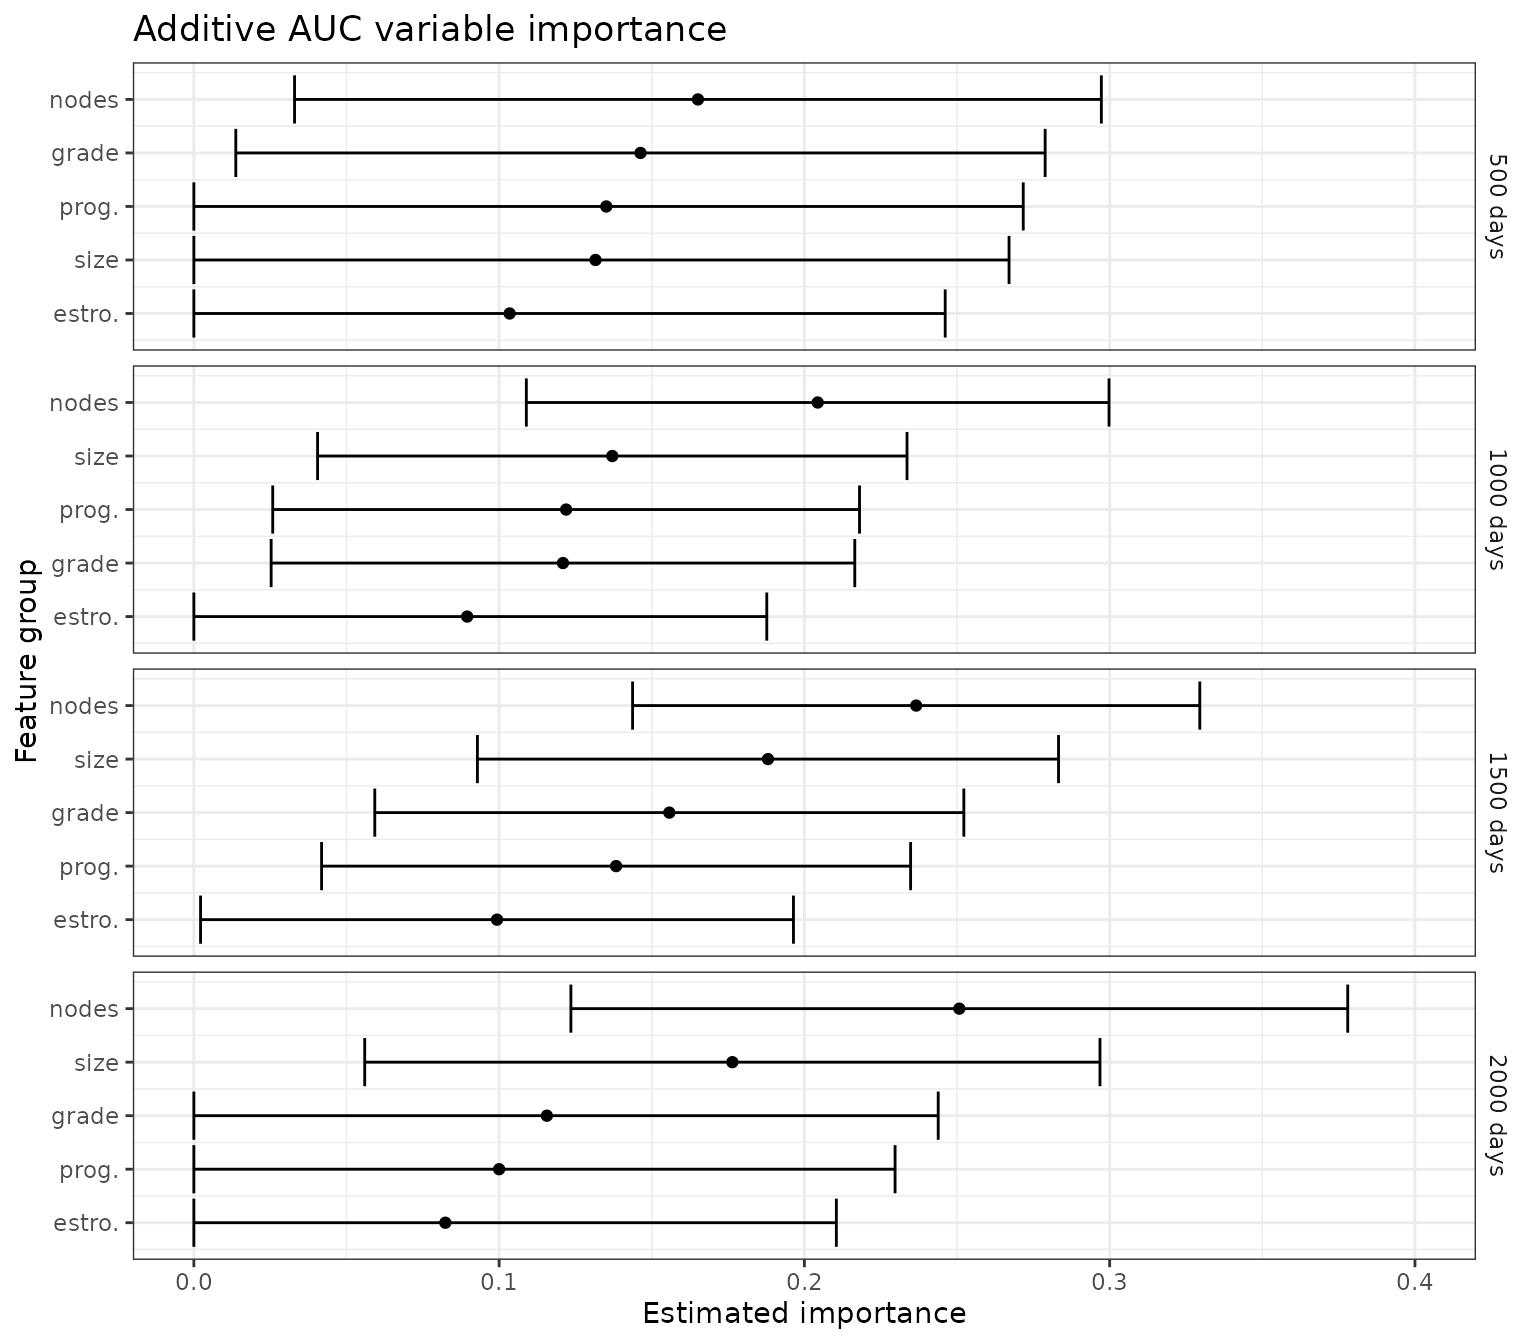 Additive AUC variable importance
nodes
grade
prog.
size
estro.
500 days
nodes
size
prog.
grade
estro.
1000 days
nodes
size
grade
prog.
estro.
1500 days
nodes
size
grade
prog.
estro.
2000 days
Feature group
0.0 0.1 0.2 0.3 0.4
Estimated importance